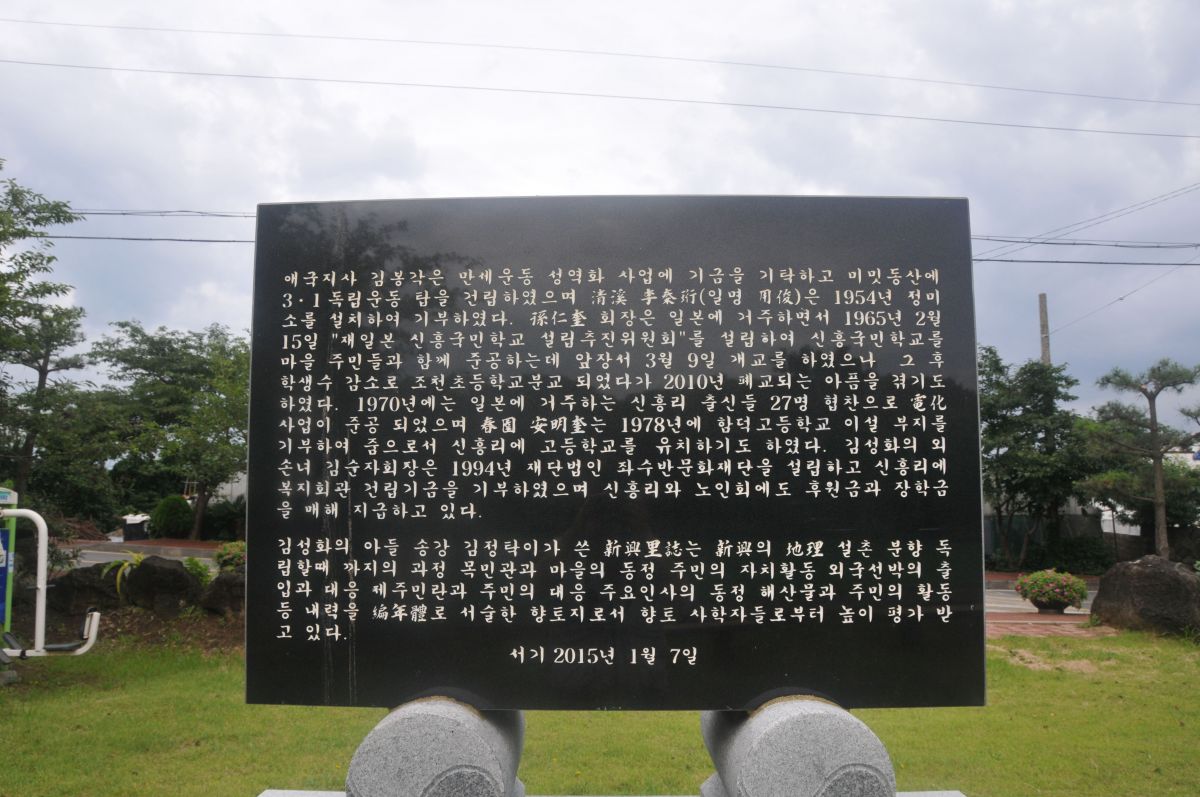 애국지사 김봉각은 만세운동 성역화 사업에 기금을 기탁하고 미밋동산에
3·1독립운동 탑을 건립하였으며 清溪 李泰珩(일명 用俊)은 1954년 정미
소를 설치하여 기부하였다. 孫仁奎 회장은 일본에 거주하면서 1965년 2월
15일 "재일본 신흥국민학교 설립추진위원회"를 설립하여 신흥국민학교를
마을 주민들과 함께 준공하는데 앞장서 3월 9일 개교를 하였으나 그 후
학생수 감소로 조천초등학교분교 되었다가 2010년 폐교되는 아픔을 겪기도
하였다. 1970년에는 일본에 거주하는 신흥리 출신들 27명 협찬으로 電化
사업이 준공 되었으며 春園 安明奎는 1978년에 함덕고등학교 이설 부지를
기부하여 줌으로서 신흥리에 고등학교를 유치하기도 하였다. 김성화의 외
손녀 김순자회장은 1994년 재단법인 좌수반문화재단을 설립하고 신흥리에
복지회관 건립기금을 기부하였으며 신흥리와 노인회에도 후원금과 장학금
을 매해 지급하고 있다.
김성화의 아들 송강 김정탁이가 쓴 新興里誌는 新興의 地理 설촌 분향 독
립할때 까지의 과정 목민관과 마을의 동정 주민의 자치활동 외국선박의 출
입과 대응 제주민란과 주민의 대응 주요인사의 동정 해산물과 주민의 활동
등 내력을 編年體로 서술한 향토지로서 향토 사학자들로부터 높이 평가 받
고 있다.
서기 2015년 1월 7일